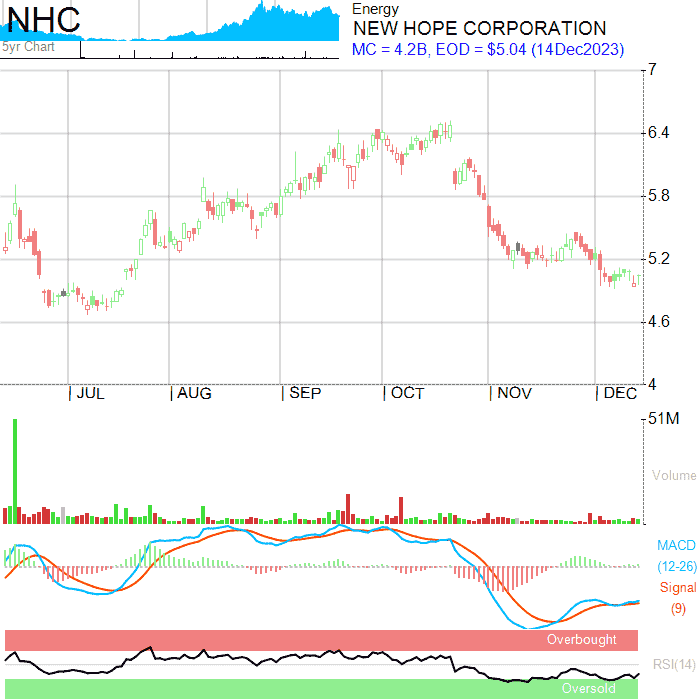 NHC
5yr Chart
Energy
NEW HOPE CORPORATION
MC = 4.2B, EOD = $5.04 (14Dec2023)
7
6.4
5.8
5.2
4.6
4
JUL AUG SEP OCT NOV DEC
51M
Volume
MACD
(12-26)
Signal
(9)
Overbought
RSI(14)
Oversold